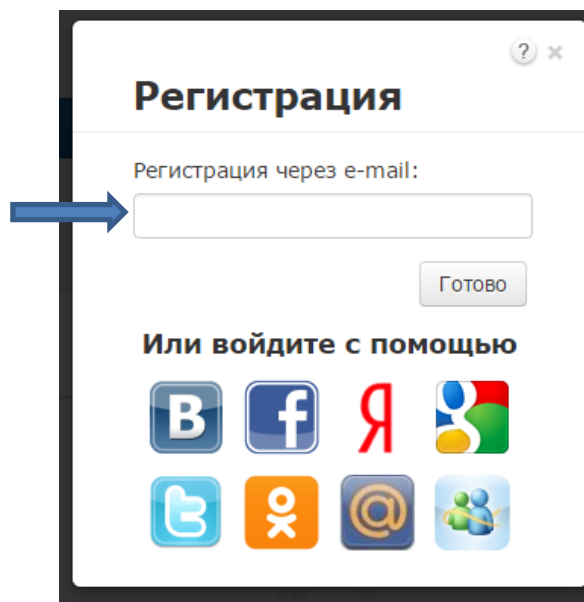 ?
Регистрация
Регистрация через e-mail:
Готово
Или войдите с помощью
В f Я g
t @